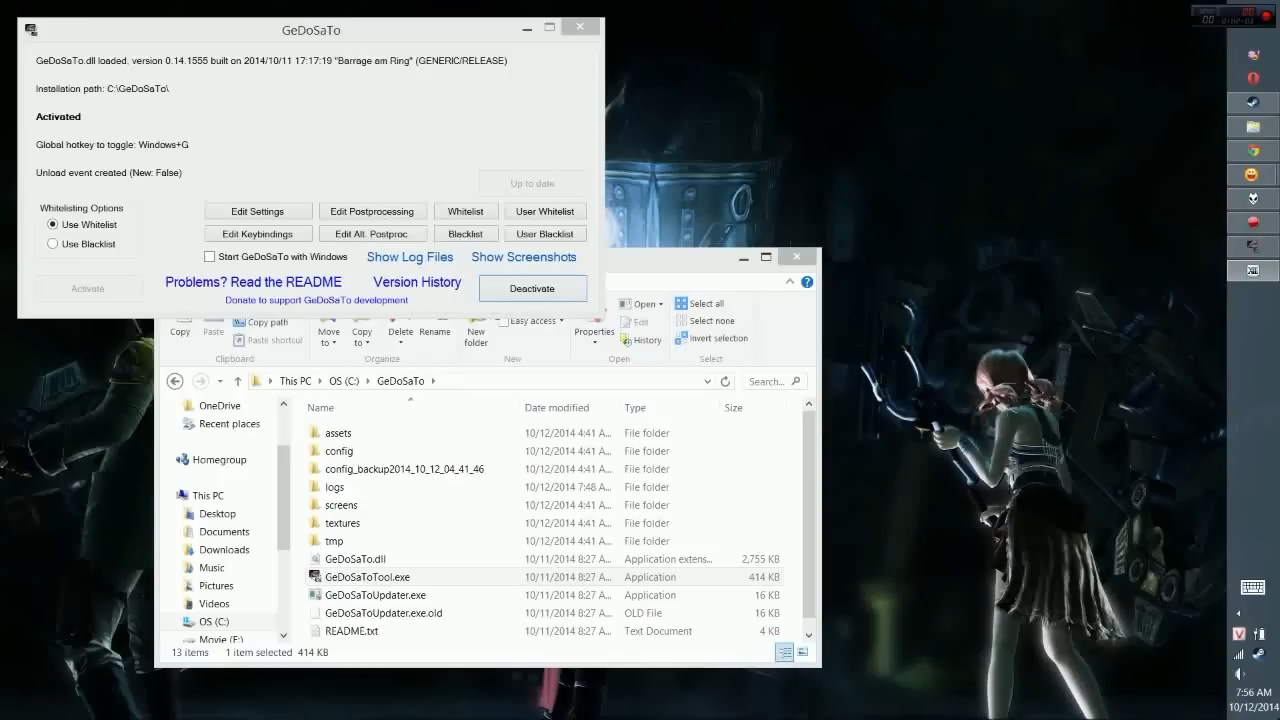 GeDoSaTo
GeDoSaTo.dll loaded, version 0.14.1555 built on 2014/10/11 17:17:19 "Barrage am Ring" (GENERIC/RELEASE)
Installation path: C:\GeDoSaTo\
Activated
Global hotkey to toggle: Windows+G
Unload event created (New: False)
Up to date
Whitelisting Options
Use Whitelist
Use Blacklist
Edit Settings Edit Postprocessing Whitelist User Whitelist
Edit Keybindings Edit Alt. Postproc Blacklist User Blacklist
Start GeDoSaTo with Windows Show Log Files Show Screenshots
Problems? Read the README Version History
Donate to support GeDoSaTo development
Activate Deactivate
Open Select all
Copy path Easy access Edit Select none
Copy Paste Move to Copy to Delete Rename New folder Properties
Paste shortcut History Invert selection
Clipboard Organize New Open Select
This PC OS (C:) GeDoSaTo Search...
Name Date modified Type Size
OneDrive
Recent places
Homegroup
This PC
Desktop
Documents
Downloads
Music
Pictures
Videos
OS (C:)
Movie (E:)
assets 10/12/2014 4:41 A... File folder
config 10/12/2014 4:41 A... File folder
config_backup2014_10_12_04_41_46 10/12/2014 4:41 A... File folder
logs 10/12/2014 7:48 A... File folder
screens 10/12/2014 4:41 A... File folder
textures 10/12/2014 4:41 A... File folder
tmp 10/12/2014 4:41 A... File folder
GeDoSaTo.dll 10/11/2014 8:27 A... Application extens... 2,755 KB
GeDoSaToTool.exe 10/11/2014 8:27 A... Application 414 KB
GeDoSaToUpdater.exe 10/11/2014 8:27 A... Application 16 KB
GeDoSaToUpdater.exe.old 10/11/2014 8:27 A... OLD File 16 KB
README.txt 10/11/2014 8:27 A... Text Document 4 KB
13 items 1 item selected 414 KB
7:56 AM
10/12/2014